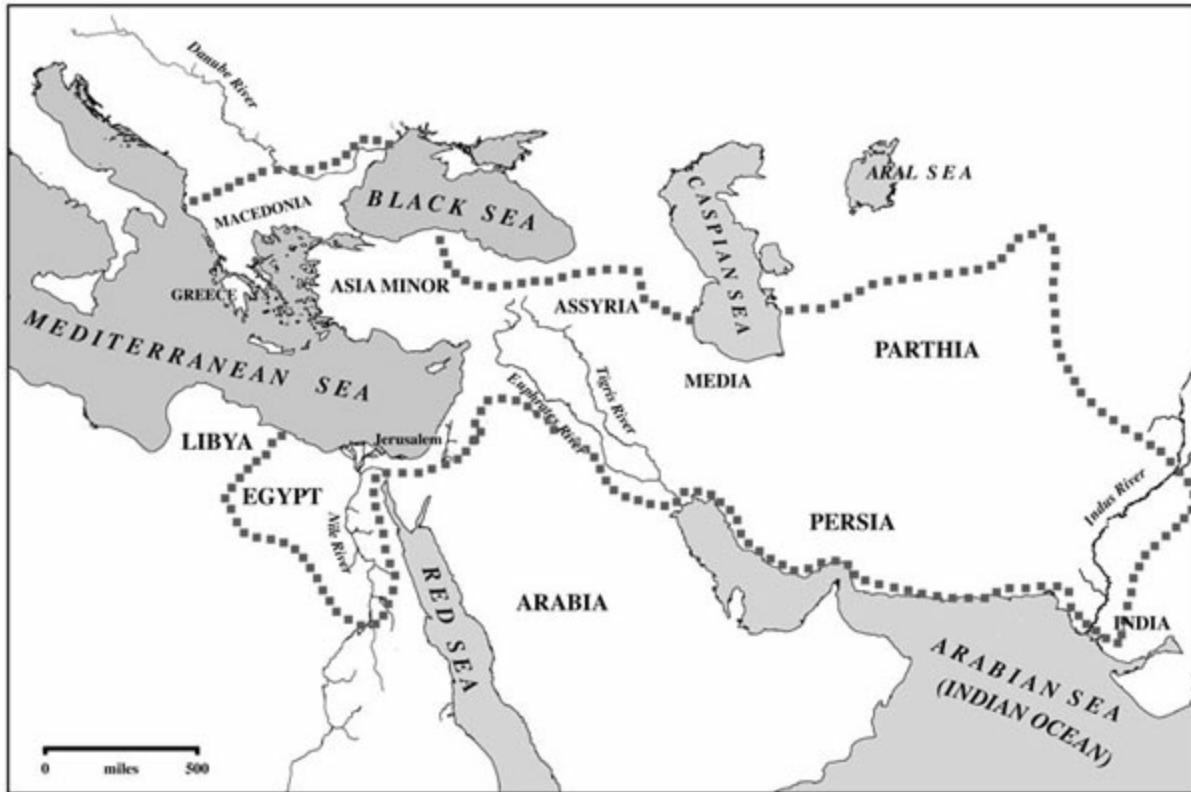 Danube River
ARAL SEA
CASPIAN SEA
BLACK SEA
MACEDONIA
GREECE
ASIA MINOR
ASSYRIA
PARTHIA
MEDITERRANEAN SEA
MEDIA
Tigris River
Euphrates River
LIBYA
Jerusalem
EGYPT
Nile River
Indus River
PERSIA
RED SEA
ARABIA
INDIA
ARABIAN SEA
(INDIAN OCEAN)
0 miles 500